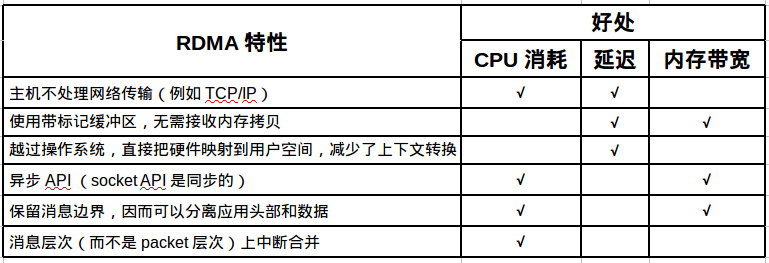 RDMA 特性 好处
CPU 消耗 延迟 内存带宽
主机不处理网络传输（例如 TCP/IP） √ √
使用带标记缓冲区，无需接收内存拷贝 √ √
越过操作系统，直接把硬件映射到用户空间，减少了上下文转换 √
异步 API （socket API 是同步的） √ √
保留消息边界，因而可以分离应用头部和数据 √ √
消息层次（而不是 packet 层次）上中断合并 √